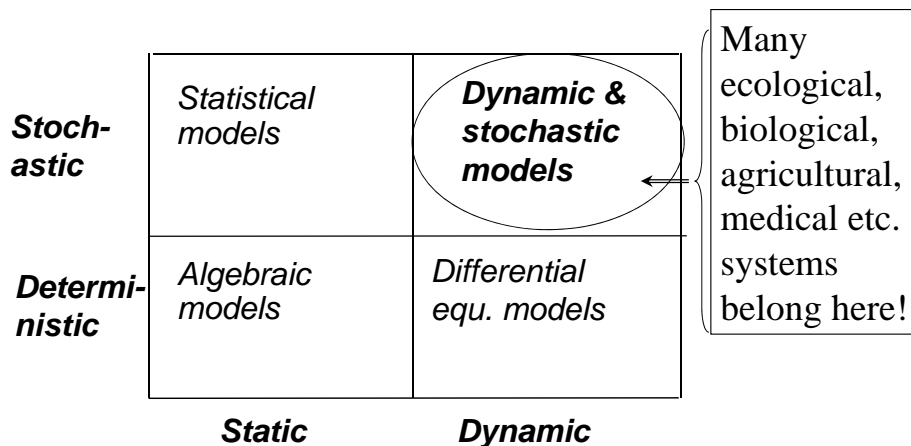 Stoch-
astic
Statistical
models
Dynamic &
stochastic
models
Many
ecological,
biological,
agricultural,
medical etc.
systems
belong here!
Determi-
nistic
Algebraic
models
Differential
equ. models
Static
Dynamic